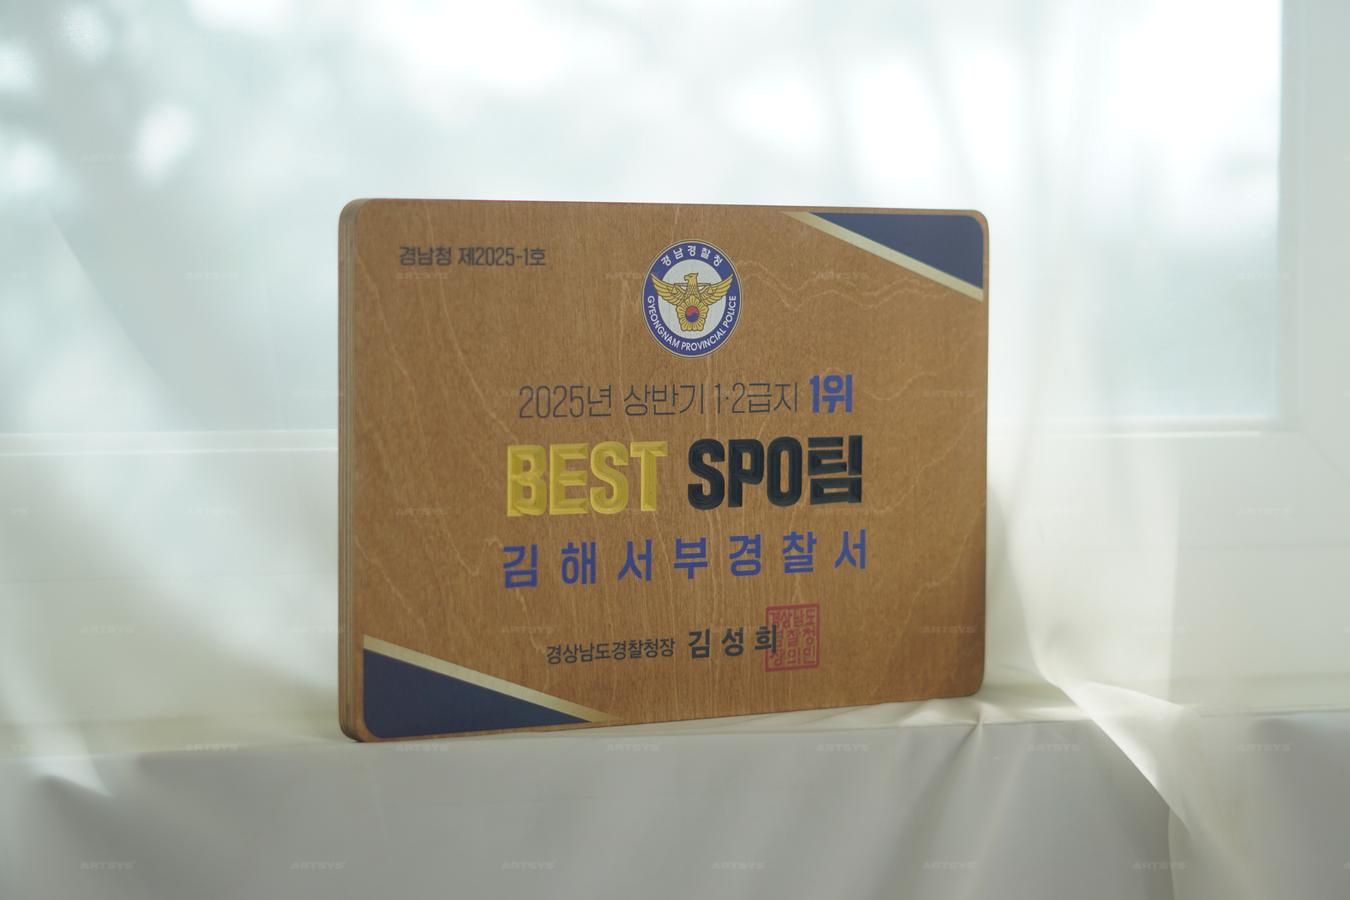 경남청 제2025-1호
경남경찰청
GYEONGNAM PROVINCIAL POLICE
2025년 상반기 1·2급지 1위
BEST SPO팀
김해서부경찰서
경상남도경찰청장 김성희
경상남도
경찰청
장의인
ARTSYS